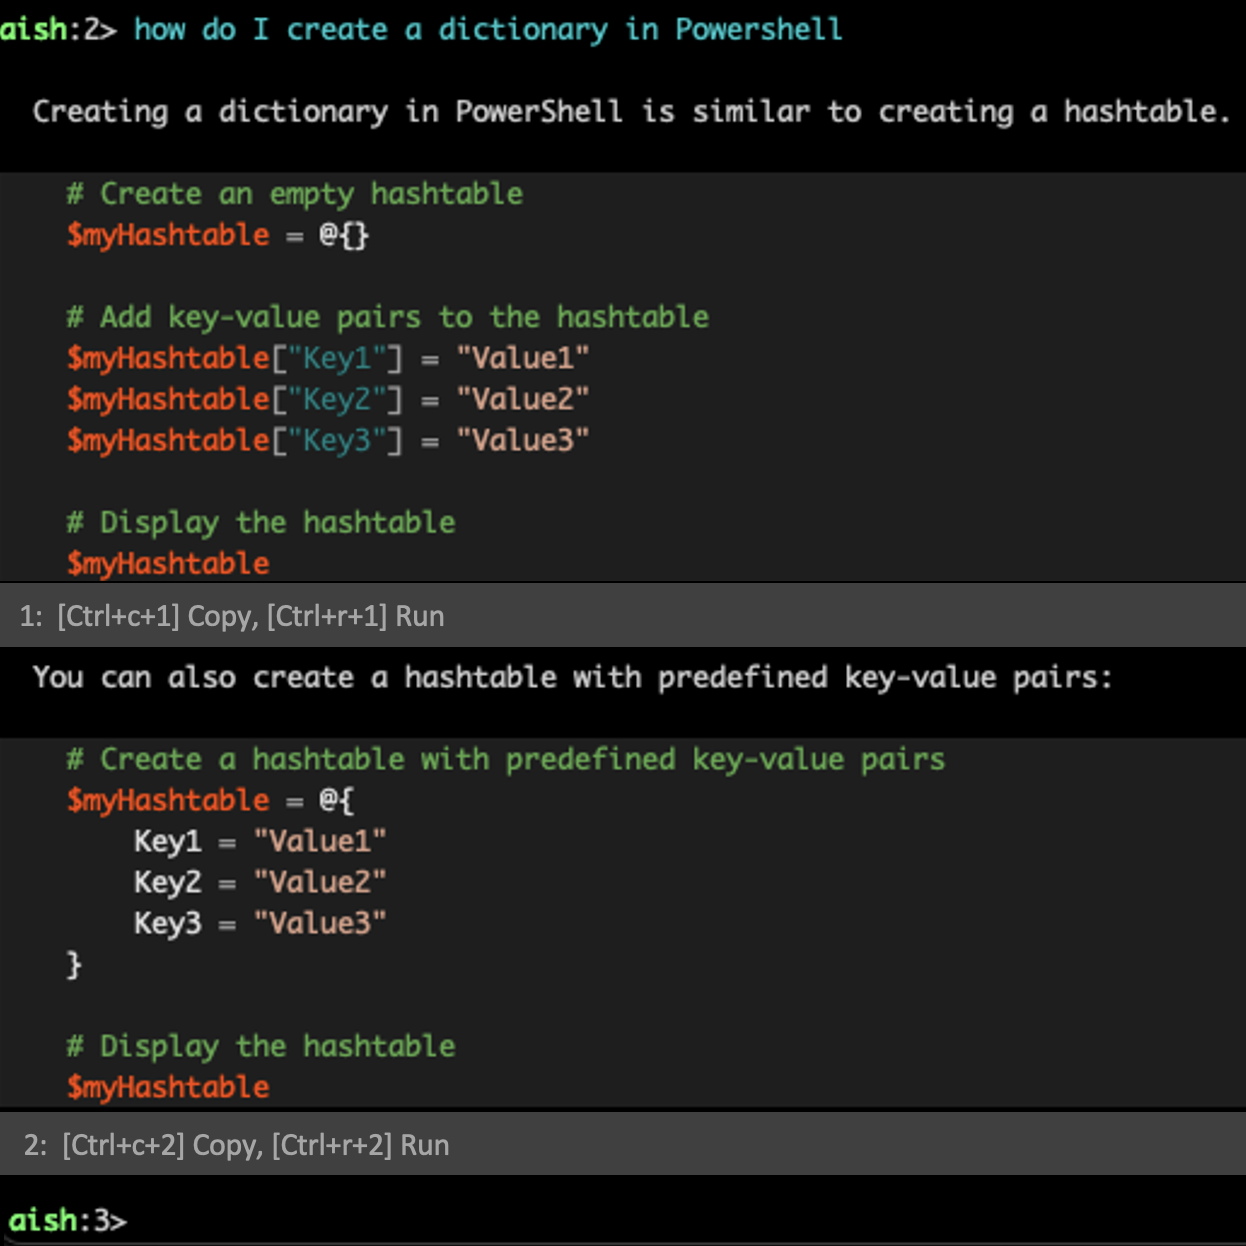 aish:2> how do I create a dictionary in Powershell
Creating a dictionary in PowerShell is similar to creating a hashtable.
# Create an empty hashtable
$myHashtable = @{}
# Add key-value pairs to the hashtable
$myHashtable["Key1"] = "Value1"
$myHashtable["Key2"] = "Value2"
$myHashtable["Key3"] = "Value3"
# Display the hashtable
$myHashtable
1: [Ctrl+c+1] Copy, [Ctrl+r+1] Run
You can also create a hashtable with predefined key-value pairs:
# Create a hashtable with predefined key-value pairs
$myHashtable = @{
Key1 = "Value1"
Key2 = "Value2"
Key3 = "Value3"
}
# Display the hashtable
$myHashtable
2: [Ctrl+c+2] Copy, [Ctrl+r+2] Run
aish:3>